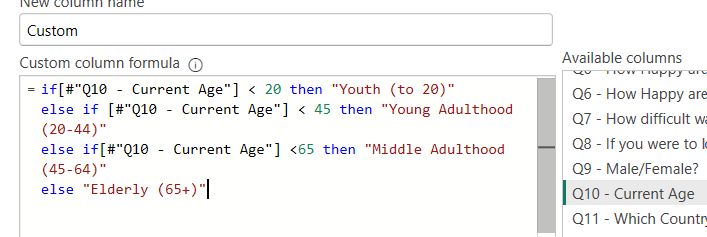 New column name
Custom
Custom column formula
Available columns
= if[#"Q10 - Current Age"] < 20 then "Youth (to 20)"
else if [#"Q10 - Current Age"] < 45 then "Young Adulthood
(20-44)"
else if[#"Q10 - Current Age"] <65 then "Middle Adulthood
(45-64)"
else "Elderly (65+)"
Q6 - How Happy are
Q7 - How difficult wa
Q8 - If you were to l
Q9 - Male/Female?
Q10 - Current Age
Q11 - Which Country